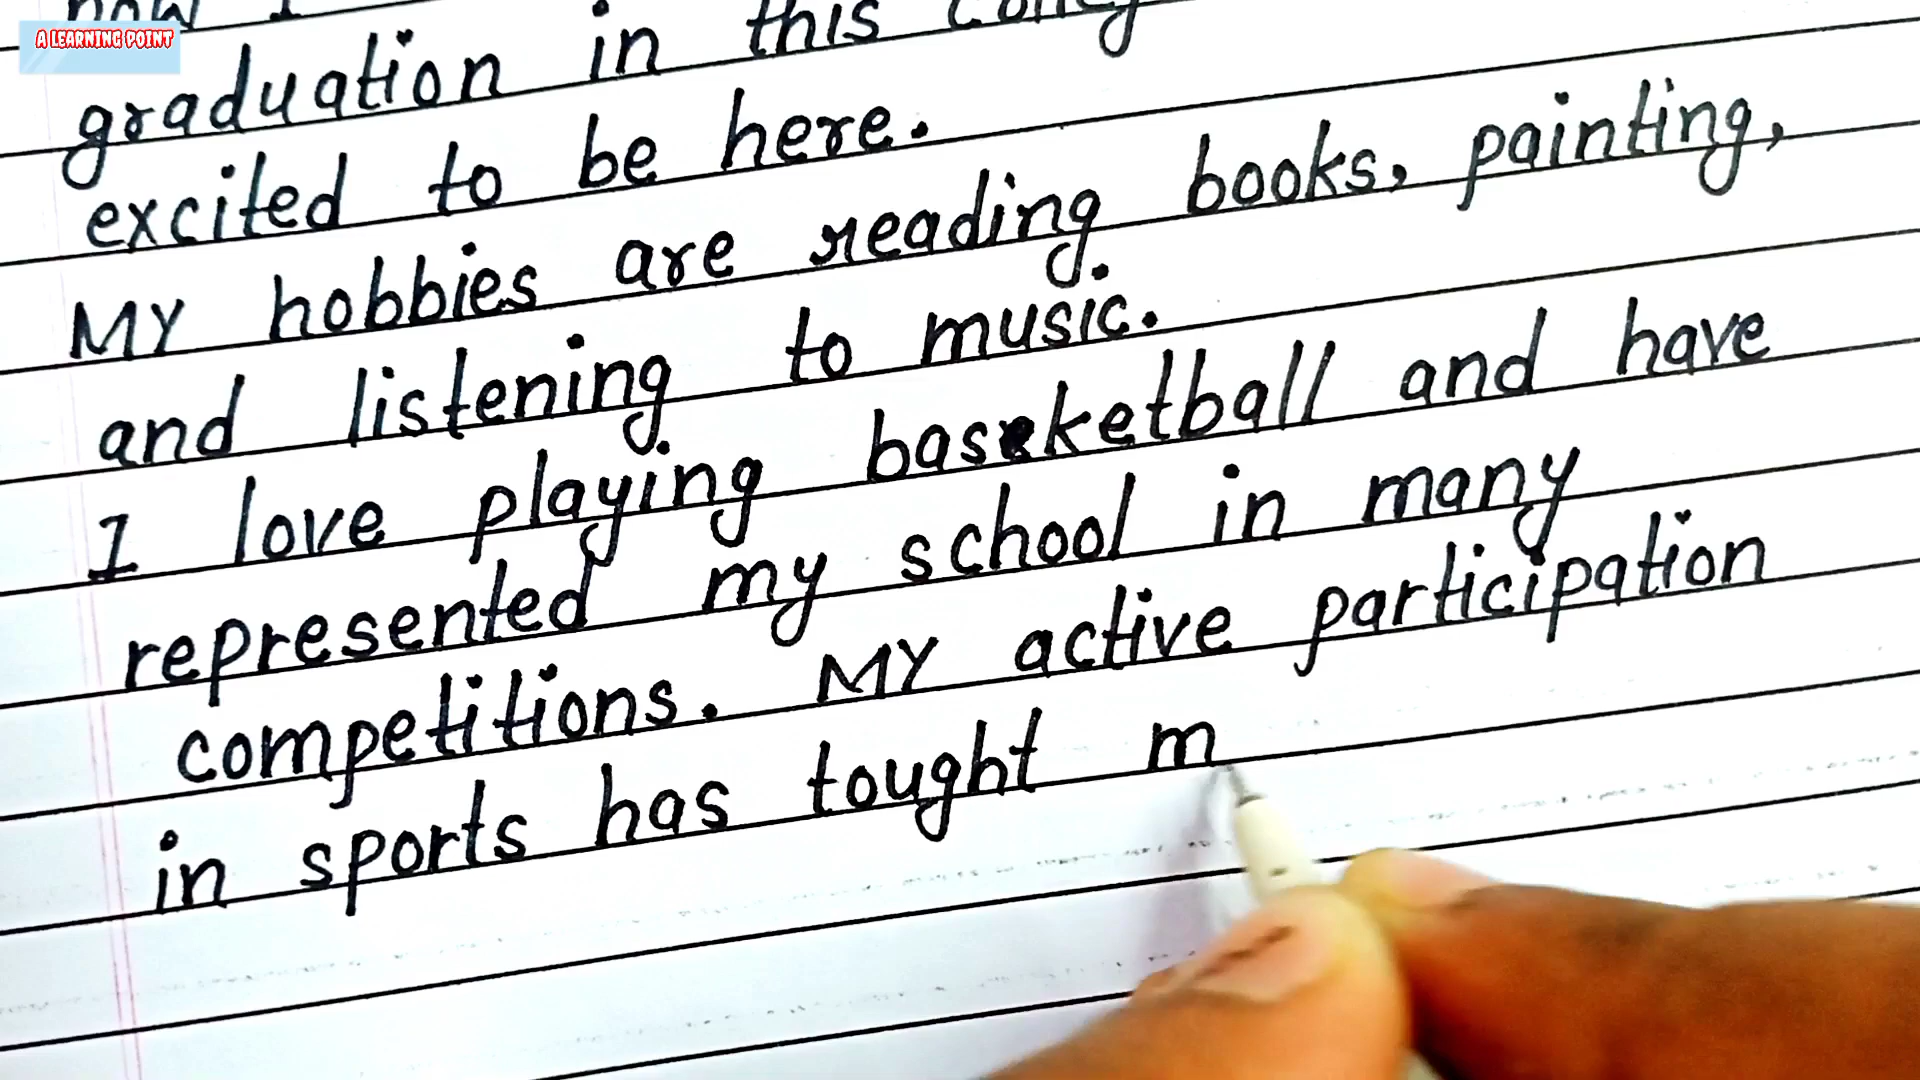 A LEARNING POINT
graduation in this
excited to be here.
MY hobbies are reading books, painting,
and listening to music.
I love playing basketball and have
represented my school in many
competitions. MY active participation
in sports has tought m